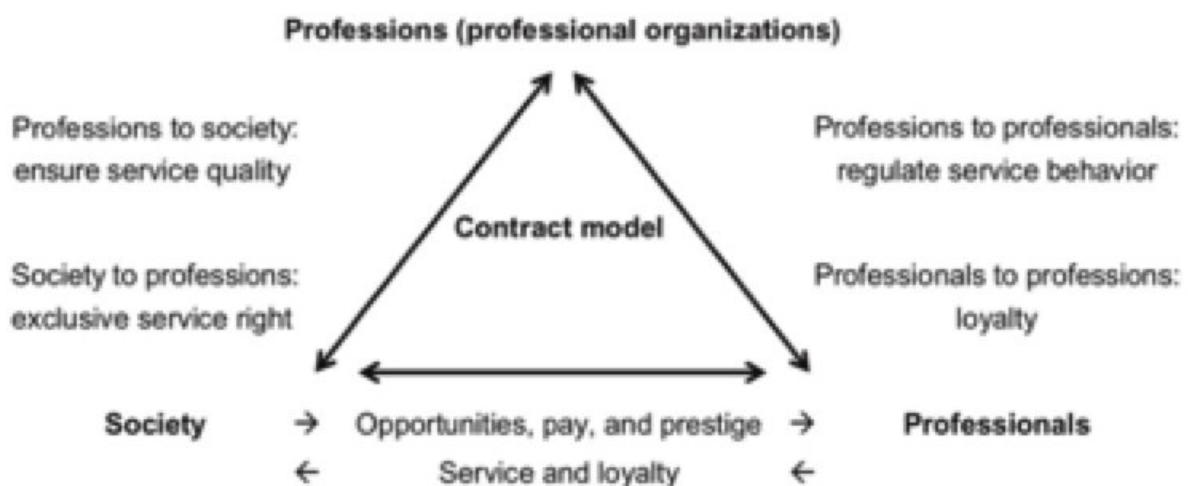 Professions (professional organizations)
Professions to society:
ensure service quality
Professions to professionals:
regulate service behavior
Contract model
Society to professions:
exclusive service right
Professionals to professions:
loyalty
Society → Opportunities, pay, and prestige → Professionals
← Service and loyalty ←